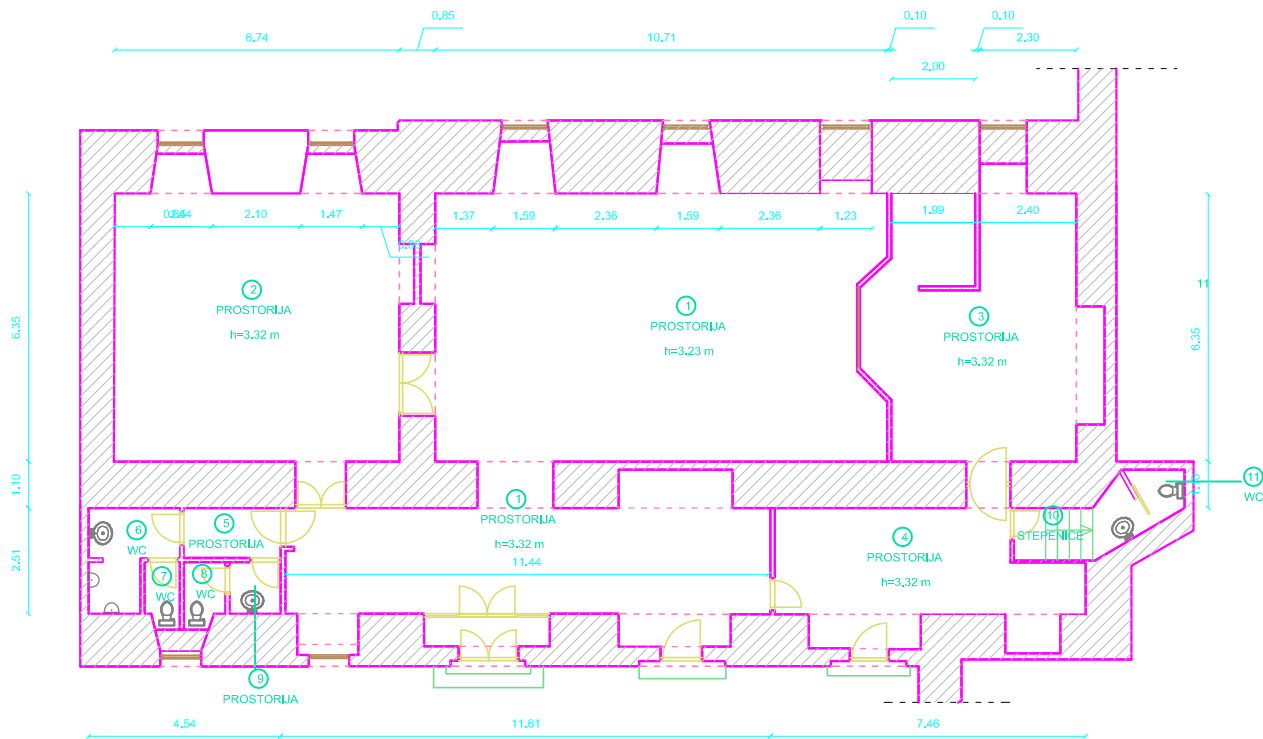 0.85
0.10
0.10
6.74
10.71
2.30
2.00
2.10
1.47
1.37
1.59
2.36
1.59
2.36
1.23
1.99
2.40
2
PROSTORIJA
h=3.32 m
1
PROSTORIJA
h=3.23 m
3
PROSTORIJA
h=3.32 m
11
6.35
6.35
1.10
2.51
11
WC
1
PROSTORIJA
h=3.32 m
11.44
6
WC
5
PROSTORIJA
7
WC
8
WC
4
PROSTORIJA
h=3,32 m
10
STEPENICE
9
PROSTORIJA
4.54
11.61
7.46